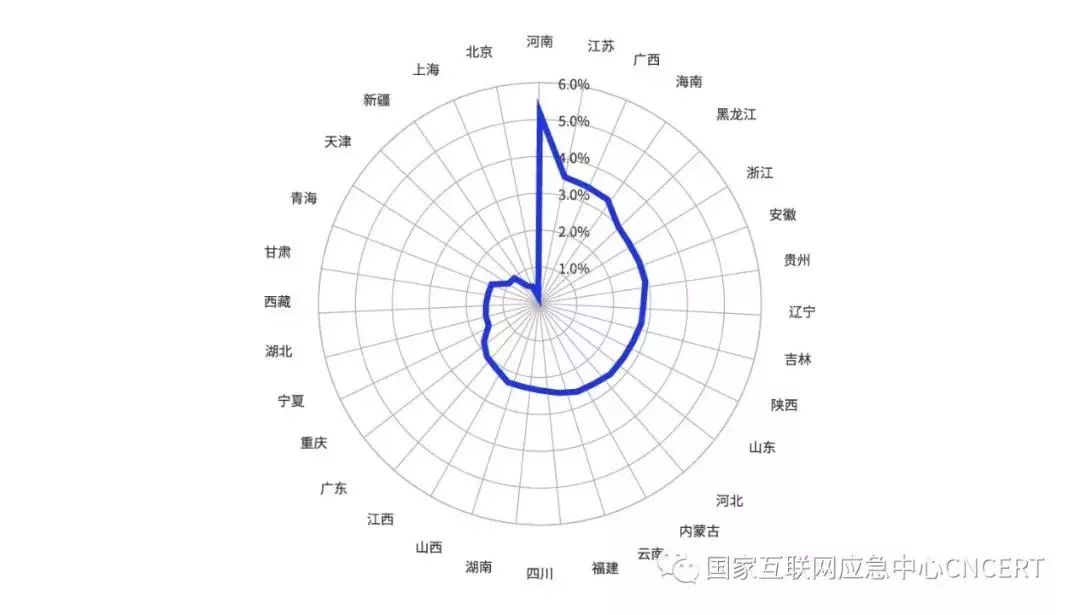 河南
江苏
广西
海南
黑龙江
浙江
安徽
贵州
辽宁
吉林
陕西
山东
河北
内蒙古
云南
福建
四川
湖南
山西
江西
广东
重庆
宁夏
湖北
西藏
甘肃
青海
天津
新疆
上海
北京
6.0%
5.0%
4.0%
3.0%
2.0%
1.0%
国家互联网应急中心CNCERT